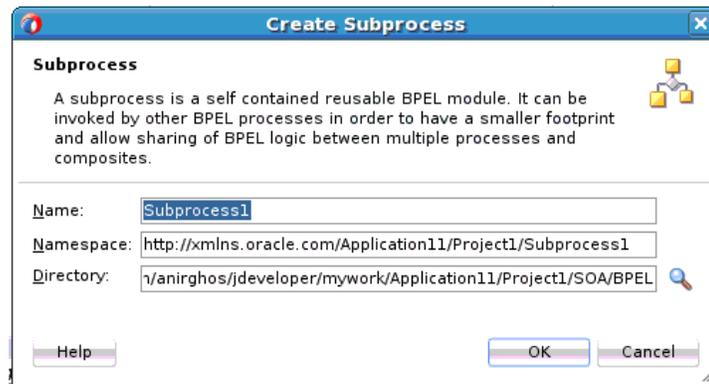 Create Subprocess
Subprocess
A subprocess is a self contained reusable BPEL module. It can be
invoked by other BPEL processes in order to have a smaller footprint
and allow sharing of BPEL logic between multiple processes and
composites.
Name: Subprocess1
Namespace: http://xmlns.oracle.com/Application11/Project1/Subprocess1
Directory: /anirghos/jdeveloper/mywork/Application11/Project1/SOA/BPEL
Help OK Cancel